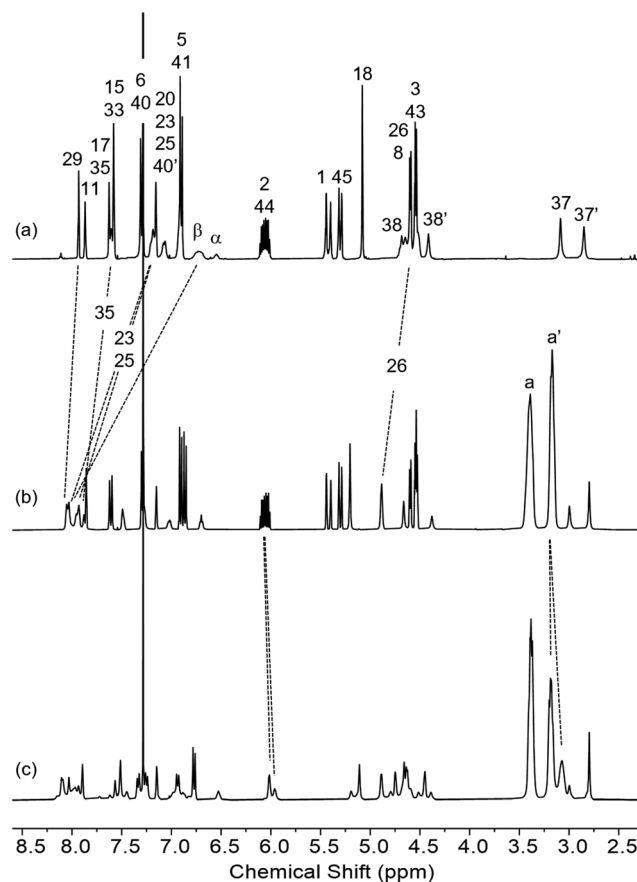 5
15 6 20 41 18 3
33 40 23 26 43
29 17 25 8
11 35 40' 2 1 45 38 38' 37 37'
44
β α
(a)
35
23
25
26
a a'
(b)
(c)
8.5 8.0 7.5 7.0 6.5 6.0 5.5 5.0 4.5 4.0 3.5 3.0 2.5
Chemical Shift (ppm)